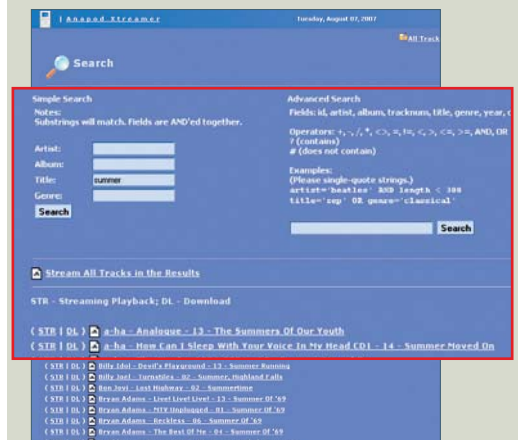 | Anapod Xtreamer
Tuesday, August 07, 2007
All Track
Search
Simple Search
Notes:
Substrings will match. Fields are AND'ed together.
Artist:
Album:
Title: summer
Genre:
Search
Advanced Search
Fields: id, artist, album, tracknum, title, genre, year,
Operators: +, -, /, *, <>, =, !=, <, >, <=, >=, AND, OR
? (contains)
# (does not contain)
Examples:
(Please single-quote strings.)
artist='beatles' AND length < 300
title='sep' OR genre='classical'
Search
Stream All Tracks in the Results
STR - Streaming Playback; DL - Download
( STR | DL ) a-ha - Analogue - 13 - The Summers Of Our Youth
( STR | DL ) a-ha - How Can I Sleep With Your Voice In My Head CD1 - 14 - Summer Moved On
( STR | DL ) Billy Idol - Devil's Playground - 13 - Summer Running
( STR | DL ) Billy Joel - Turnstiles - 02 - Summer, Highland Falls
( STR | DL ) Bon Jovi - Lost Highway - 02 - Summertime
( STR | DL ) Bryan Adams - Live! Live! Live! - 13 - Summer Of '69
( STR | DL ) Bryan Adams - MTV Unplugged - 01 - Summer Of '69
( STR | DL ) Bryan Adams - Reckless - 06 - Summer Of '69
( STR | DL ) Bryan Adams - The Best Of Me - 04 - Summer Of '69